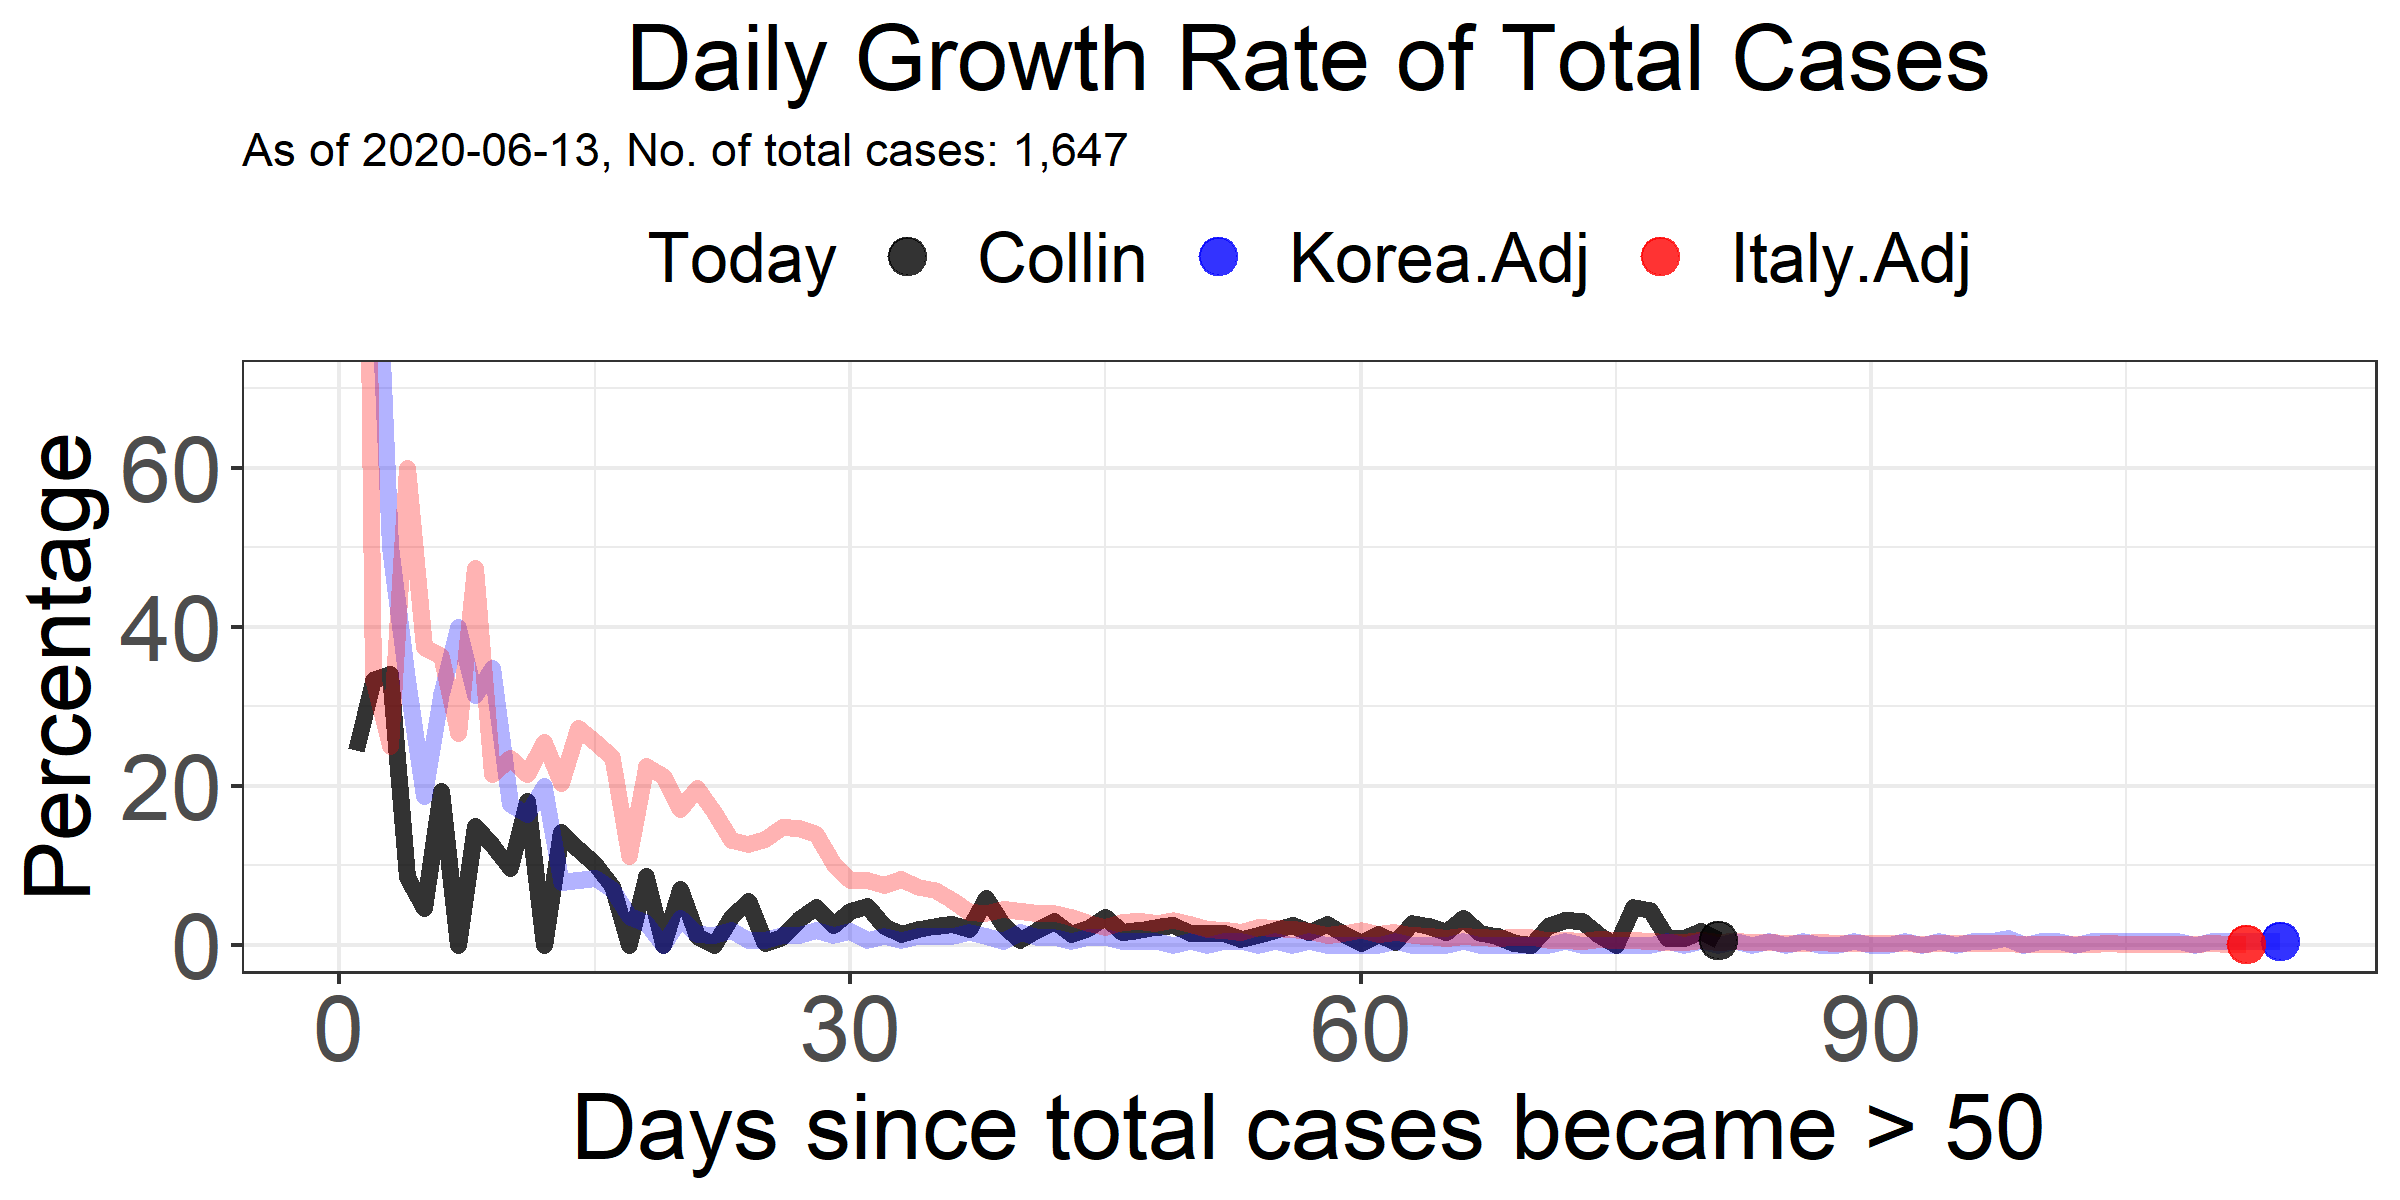 Daily Growth Rate of Total Cases
As of 2020-06-13, No. of total cases: 1,647
Today Collin Korea.Adj Italy.Adj
Percentage
60
40
20
0
0 30 60 90
Days since total cases became > 50